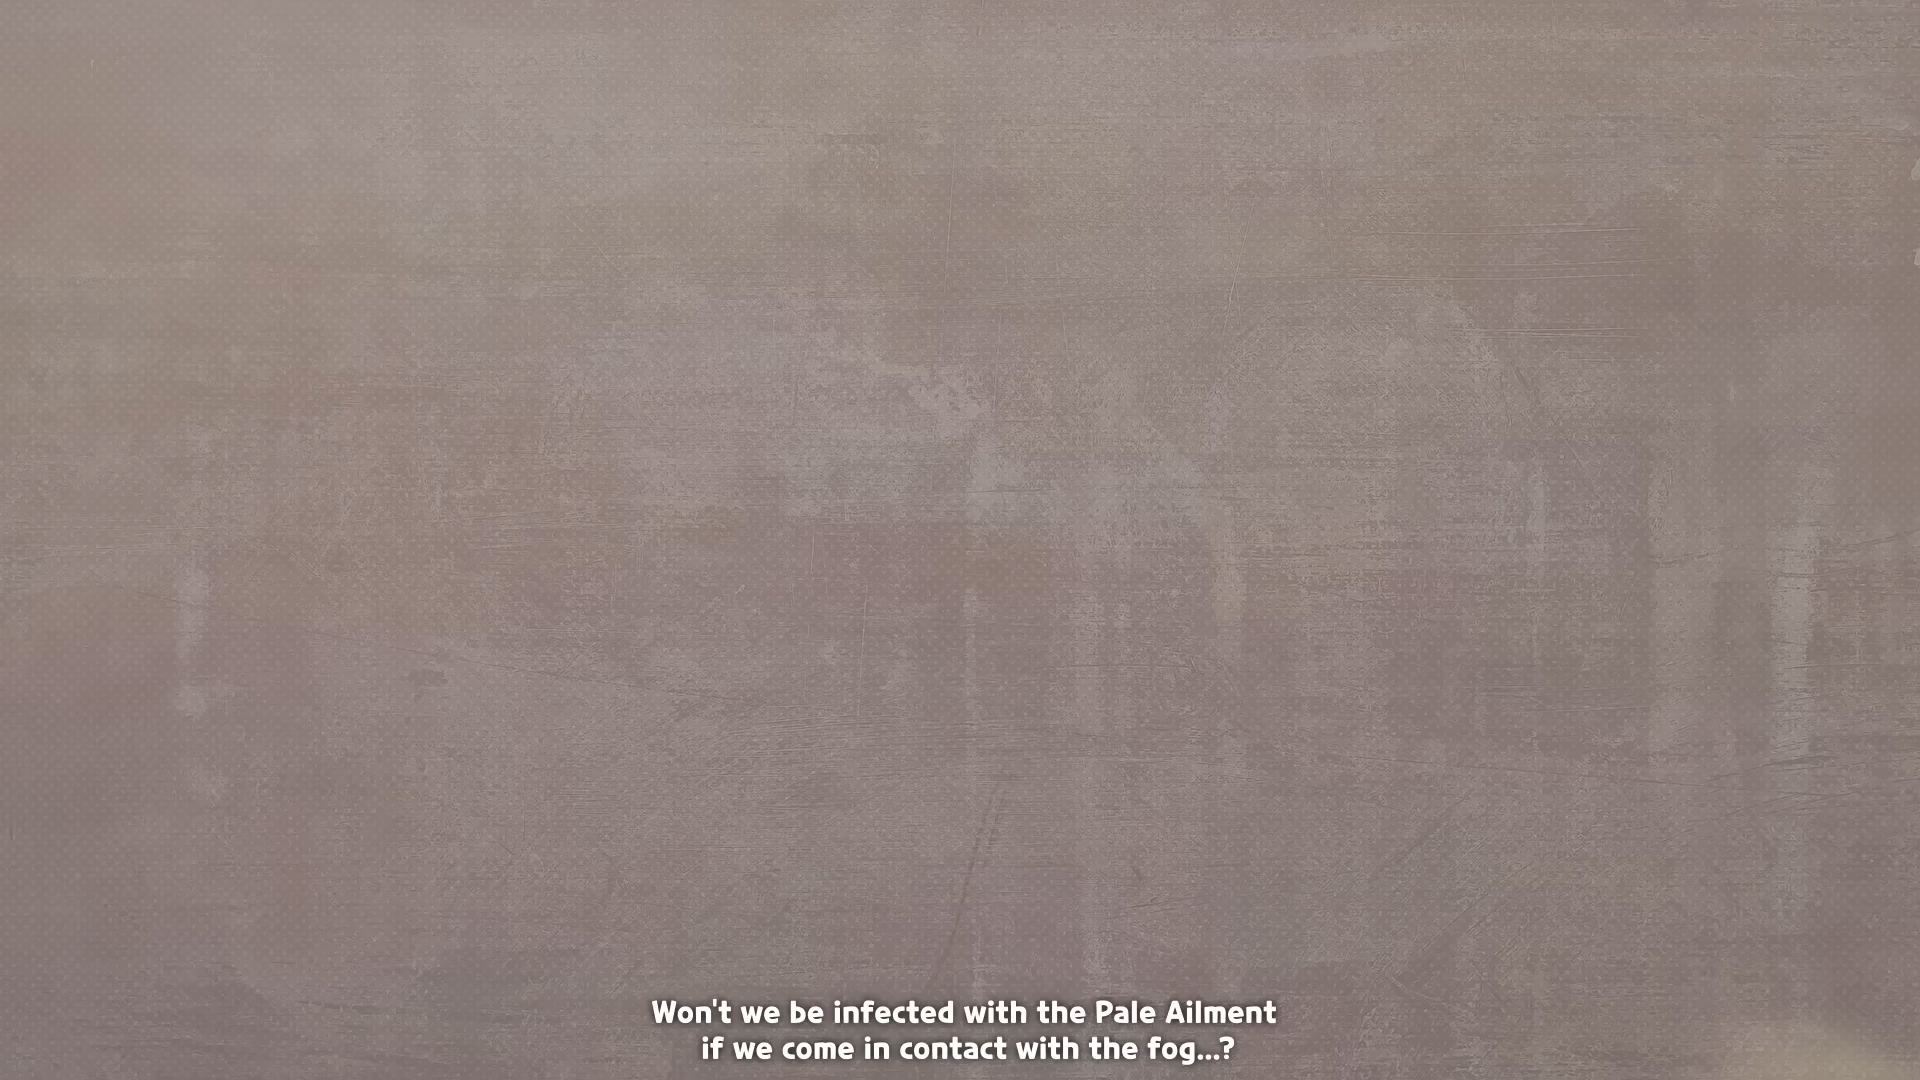 Won't we be infected with the Pale Ailment
if we come in contact with the fog...?